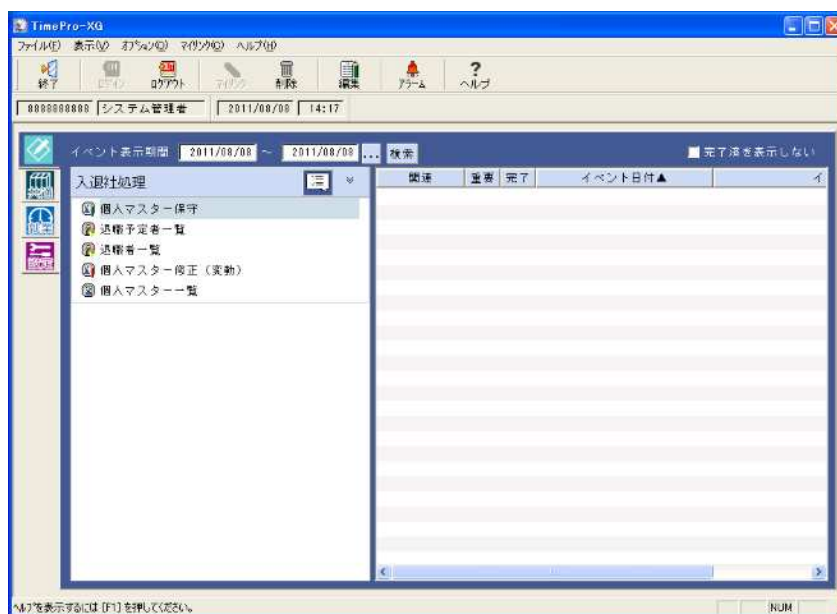 TimePro-XG
ファイル(F) 表示(V) オプション(O) マイリンク(C) ヘルプ(H)
終了 ログイン ログアウト マイリンク 削除 編集 アラーム ヘルプ
8888888888 システム管理者 2011/08/08 14:17
イベント表示期間 2011/08/08 ~ 2011/08/08 ... 検索 完了済を表示しない
入退社処理
関連 重要 完了 イベント日付▲ イ
個人マスター保守
退職予定者一覧
退職者一覧
個人マスター修正(変動)
個人マスター一覧
就業
ヘルプを表示するには [F1] を押してください。
NUM